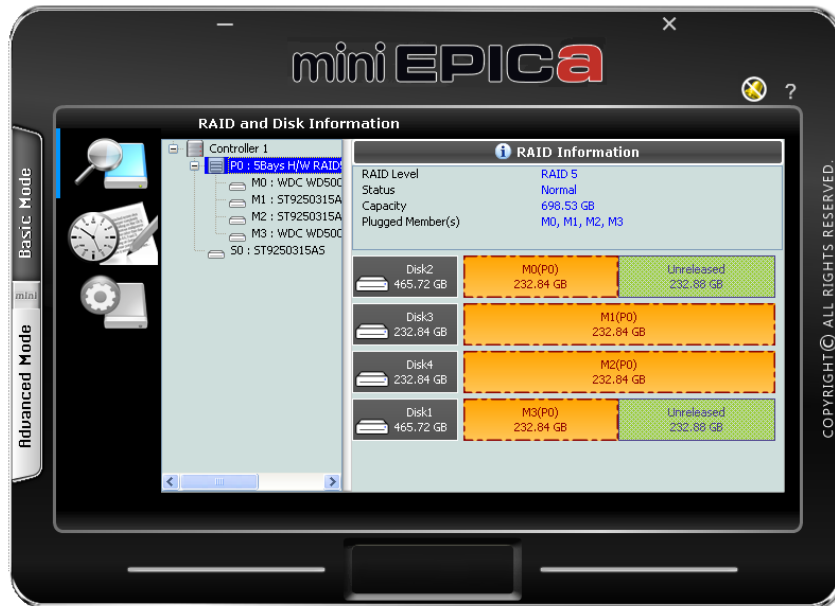 mini EPICa
?
RAID and Disk Information
Basic Mode
mini
Advanced Mode
Controller 1
P0 : 5Bays H/W RAID5
M0 : WDC WD500
M1 : ST9250315A
M2 : ST9250315A
M3 : WDC WD500
S0 : ST9250315AS
RAID Information
RAID Level RAID 5
Status Normal
Capacity 698.53 GB
Plugged Member(s) M0, M1, M2, M3
Disk2 M0(P0) Unreleased
465.72 GB 232.84 GB 232.88 GB
Disk3 M1(P0)
232.84 GB 232.84 GB
Disk4 M2(P0)
232.84 GB 232.84 GB
Disk1 M3(P0) Unreleased
465.72 GB 232.84 GB 232.88 GB
COPYRIGHT© ALL RIGHTS RESERVED.